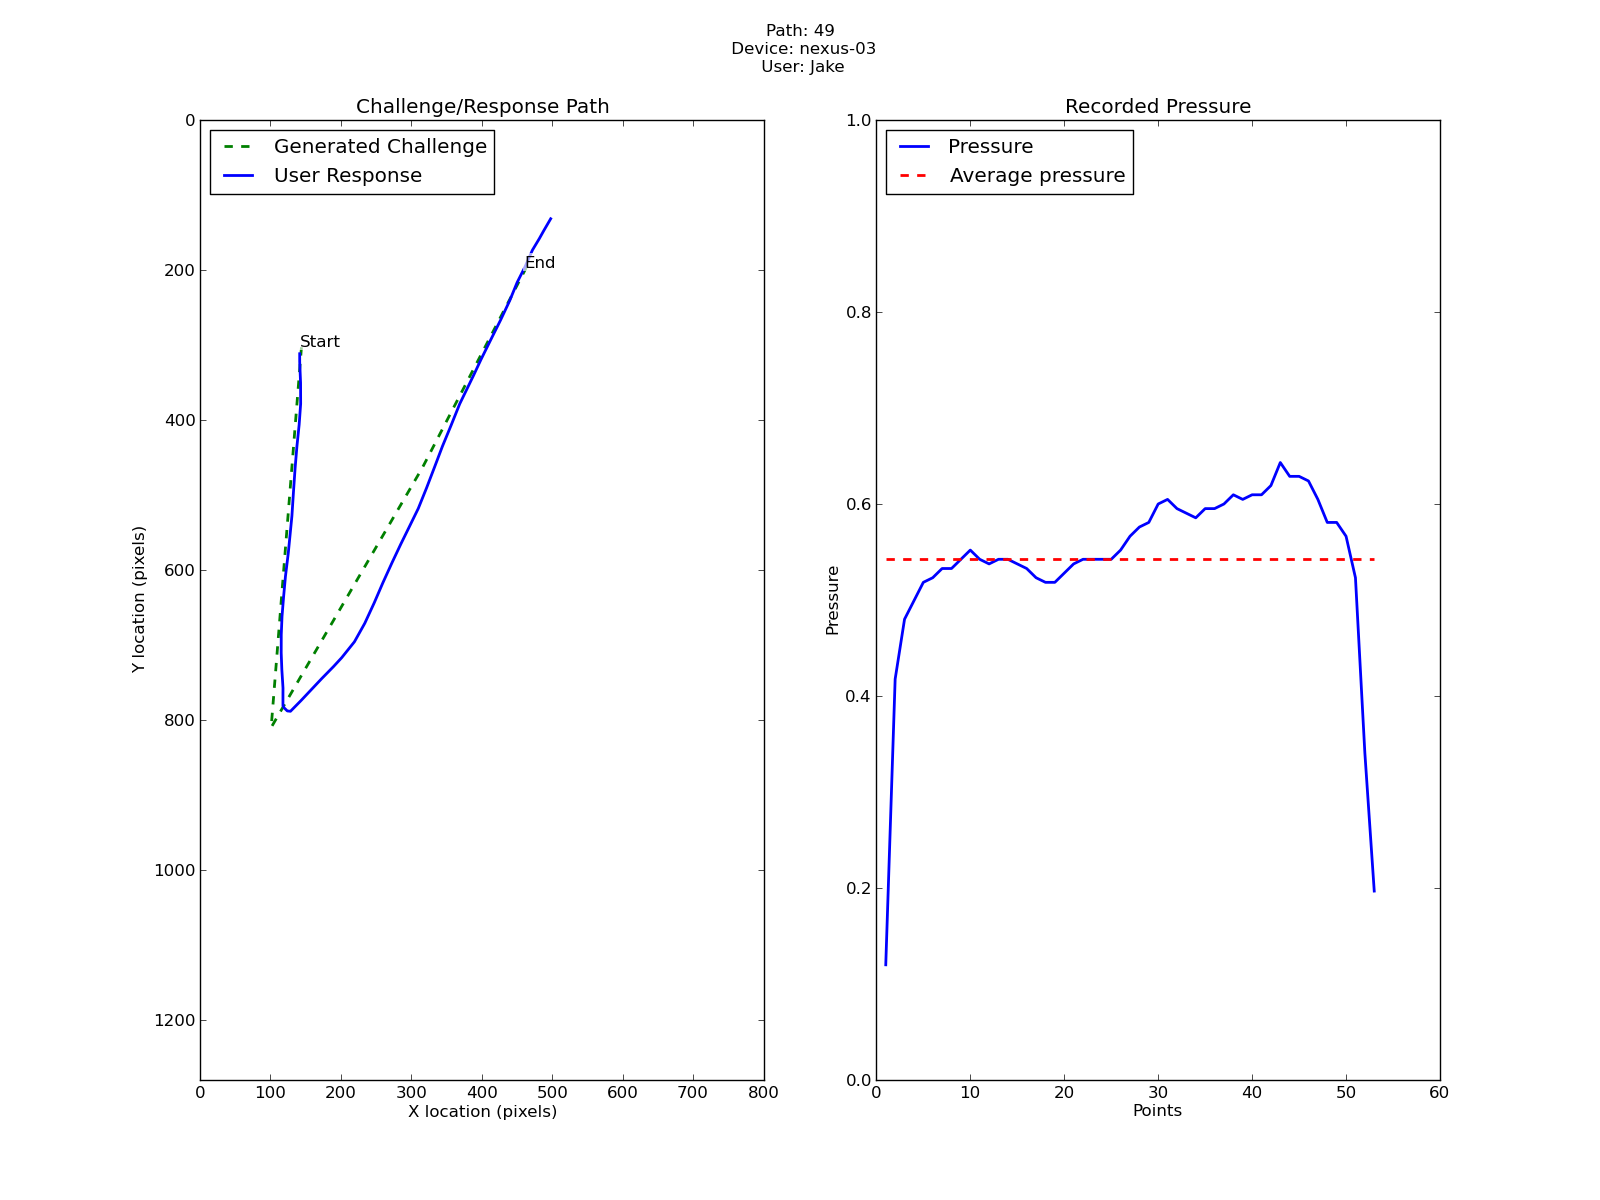 Path: 49
Device: nexus-03
User: Jake
Challenge/Response Path
Generated Challenge
User Response
Start
End
0
200
400
600
800
1000
1200
Y location (pixels)
0 100 200 300 400 500 600 700 800
X location (pixels)
Recorded Pressure
Pressure
Average pressure
1.0
0.8
0.6
0.4
0.2
0.0
Pressure
0 10 20 30 40 50 60
Points